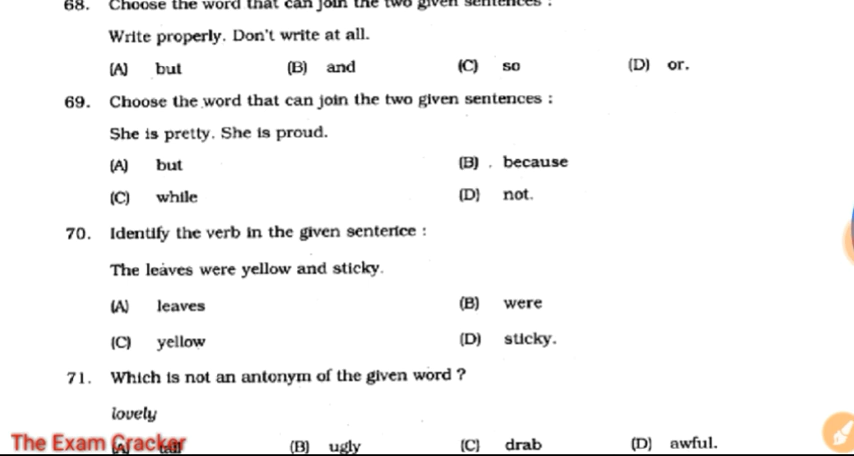 68. Choose the word that can join the two given sentences :
Write properly. Don't write at all.
(A) but (B) and (C) so (D) or.
69. Choose the word that can join the two given sentences :
She is pretty. She is proud.
(A) but (B) . because
(C) while (D) not.
70. Identify the verb in the given sentence :
The leaves were yellow and sticky.
(A) leaves (B) were
(C) yellow (D) sticky.
71. Which is not an antonym of the given word ?
lovely
(B) ugly (C) drab (D) awful.
The Exam Cracker